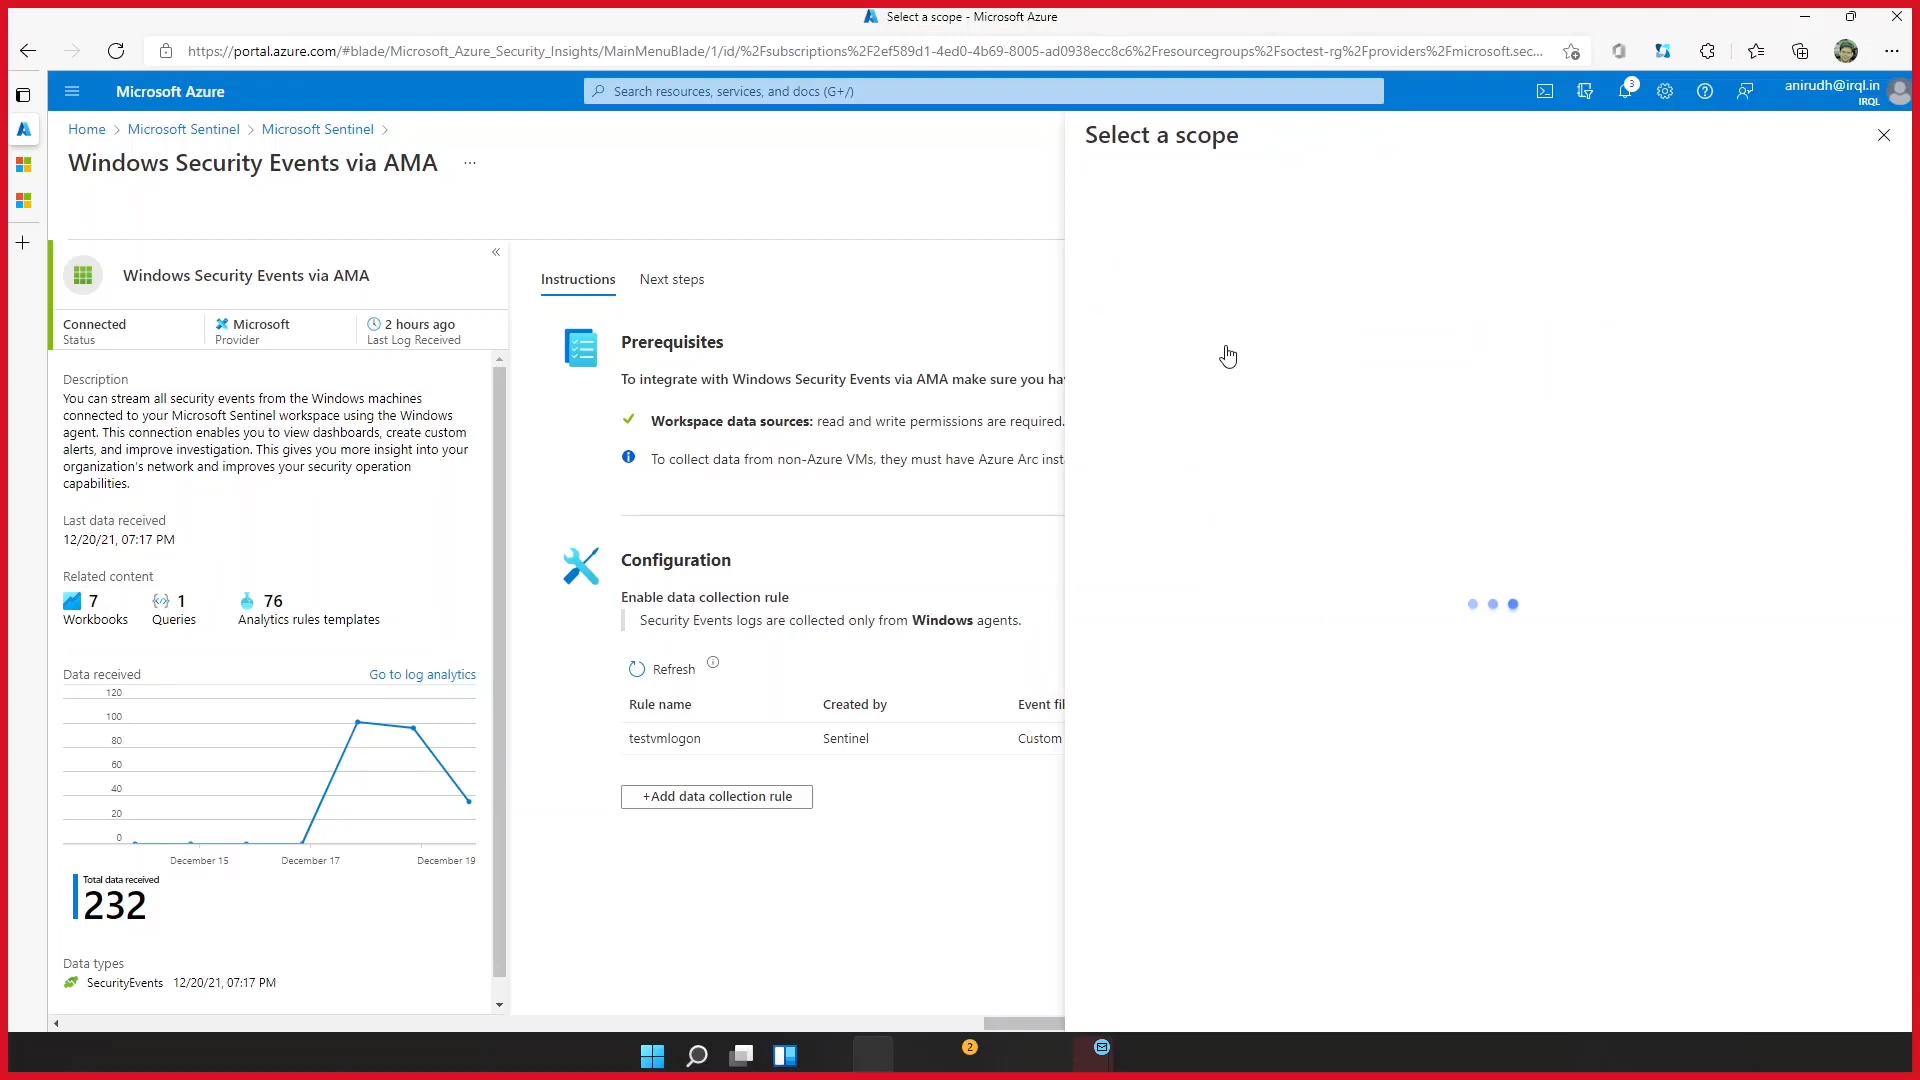 Select a scope - Microsoft Azure
https://portal.azure.com/#blade/Microsoft_Azure_Security_Insights/MainMenuBlade/1/id/%2Fsubscriptions%2F2ef589d1-4ed0-4b69-8005-ad0938ecc8c6%2Fresourcegroups%2Fsoctest-rg%2Fproviders%2Fmicrosoft.sec...
Microsoft Azure
Search resources, services, and docs (G+/)
3
anirudh@irql.in
IRQL
Home > Microsoft Sentinel > Microsoft Sentinel >
Windows Security Events via AMA ...
Select a scope
Windows Security Events via AMA
«
Connected
Status
Microsoft
Provider
2 hours ago
Last Log Received
Description
You can stream all security events from the Windows machines
connected to your Microsoft Sentinel workspace using the Windows
agent. This connection enables you to view dashboards, create custom
alerts, and improve investigation. This gives you more insight into your
organization's network and improves your security operation
capabilities.
Last data received
12/20/21, 07:17 PM
Related content
7
Workbooks
1
Queries
76
Analytics rules templates
Data received
Go to log analytics
120
100
80
60
40
20
0
December 15
December 17
December 19
Total data received
232
Data types
SecurityEvents 12/20/21, 07:17 PM
Instructions
Next steps
Prerequisites
To integrate with Windows Security Events via AMA make sure you ha
Workspace data sources: read and write permissions are required.
To collect data from non-Azure VMs, they must have Azure Arc inst
Configuration
Enable data collection rule
Security Events logs are collected only from Windows agents.
Refresh
Rule name
Created by
Event fil
testvmlogon
Sentinel
Custom
+Add data collection rule
2